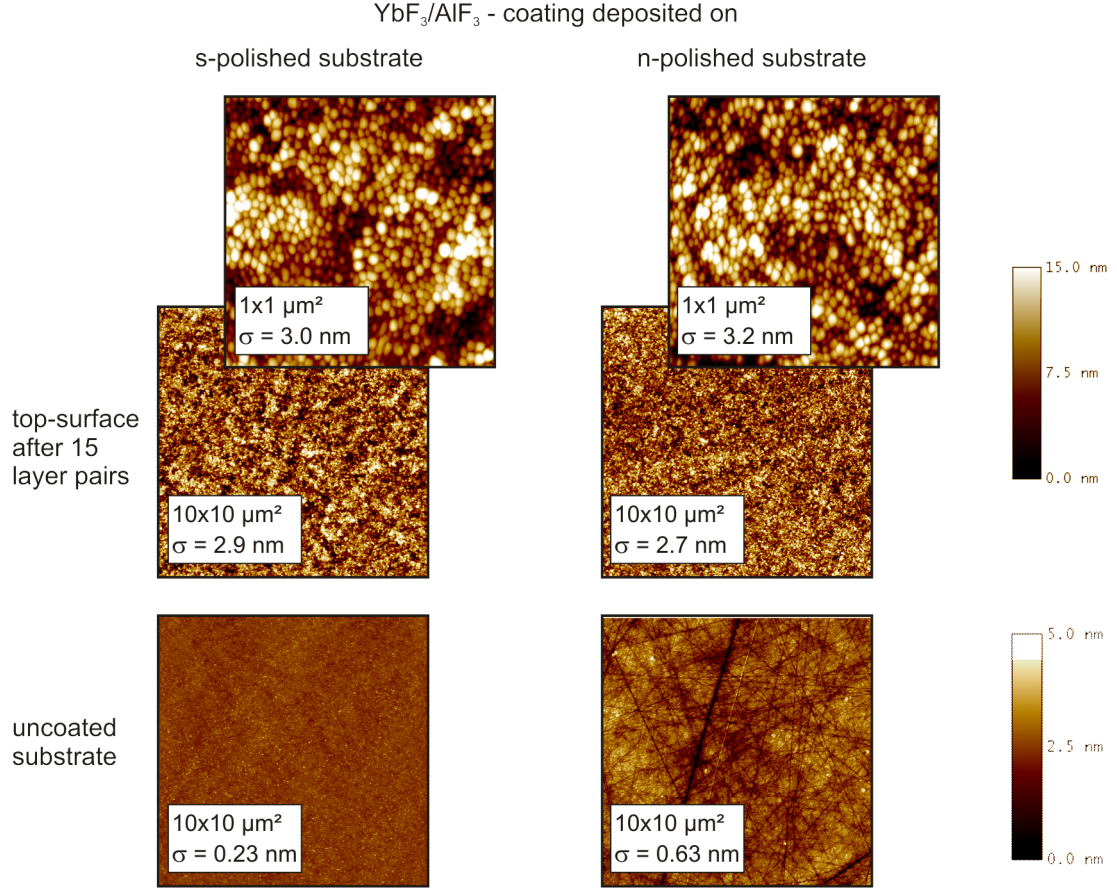 YbF₃/AlF₃ - coating deposited on
s-polished substrate
n-polished substrate
1x1 µm²
σ = 3.0 nm
1x1 µm²
σ = 3.2 nm
15.0 nm
7.5 nm
0.0 nm
top-surface
after 15
layer pairs
10x10 µm²
σ = 2.9 nm
10x10 µm²
σ = 2.7 nm
uncoated
substrate
10x10 µm²
σ = 0.23 nm
10x10 µm²
σ = 0.63 nm
5.0 nm
2.5 nm
0.0 nm